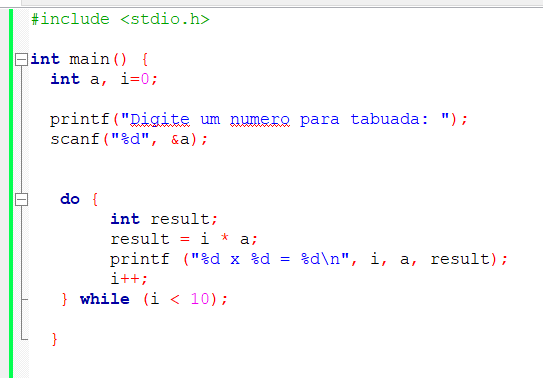 #include <stdio.h>
int main() {
int a, i=0;
printf("Digite um numero para tabuada: ");
scanf("%d", &a);
do {
int result;
result = i * a;
printf ("%d x %d = %d\n", i, a, result);
i++;
} while (i < 10);
}